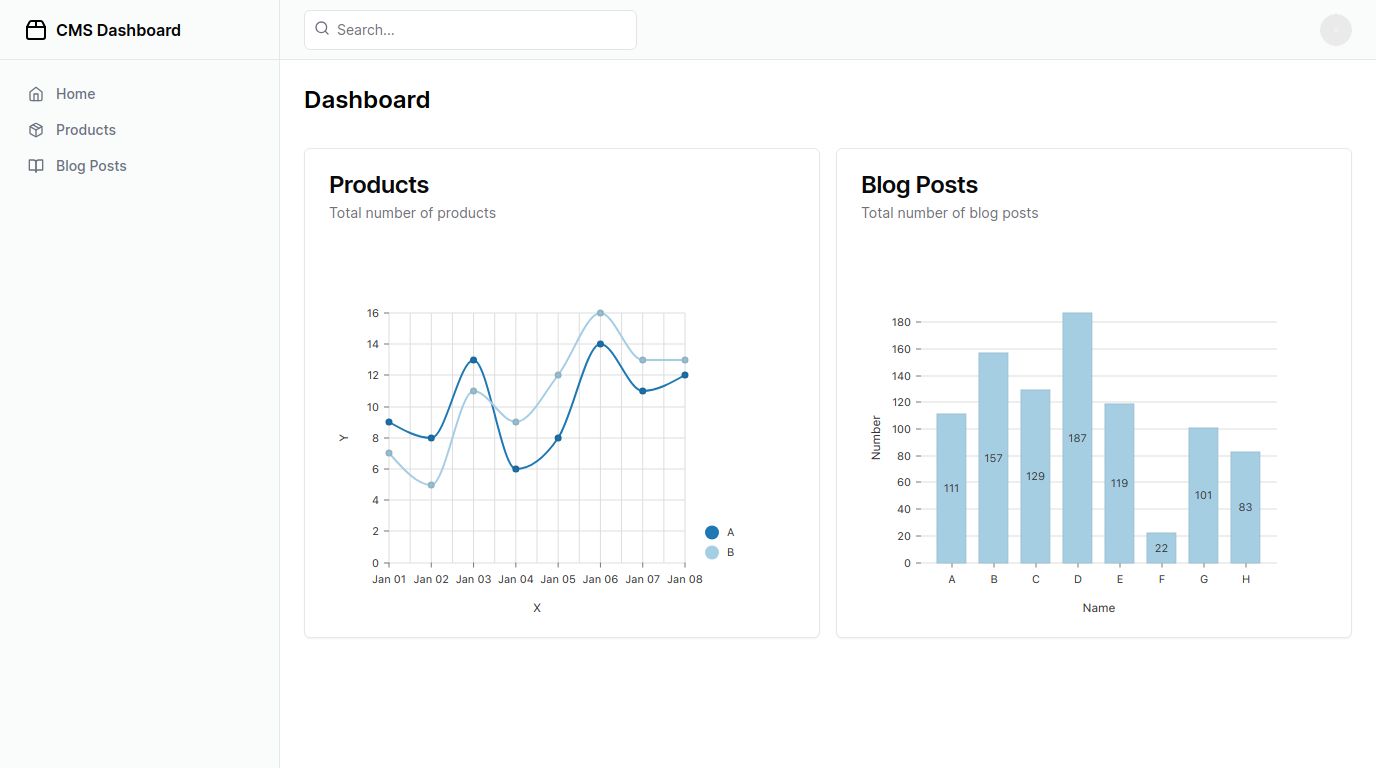 CMS Dashboard
Search...
Home
Products
Blog Posts
Dashboard
Products
Total number of products
16
14
12
10
8
6
4
2
0
Y
Jan 01 Jan 02 Jan 03 Jan 04 Jan 05 Jan 06 Jan 07 Jan 08
X
A
B
Blog Posts
Total number of blog posts
180
160
140
120
100
80
60
40
20
0
Number
111 157 129 187 119 22 101 83
A B C D E F G H
Name